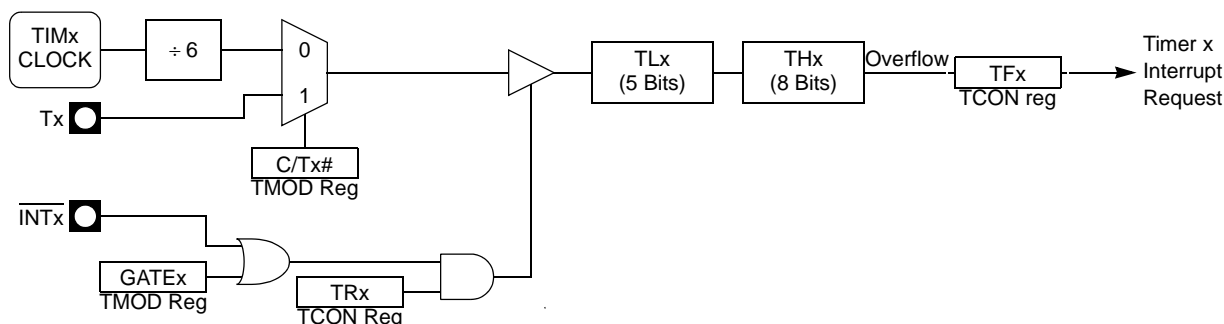 TIMx
CLOCK
÷ 6
0
1
Tx
C/Tx#
TMOD Reg
TLx
(5 Bits)
THx
(8 Bits)
Overflow
TFx
TCON reg
Timer x
Interrupt
Request
INTx
GATEx
TMOD Reg
TRx
TCON Reg